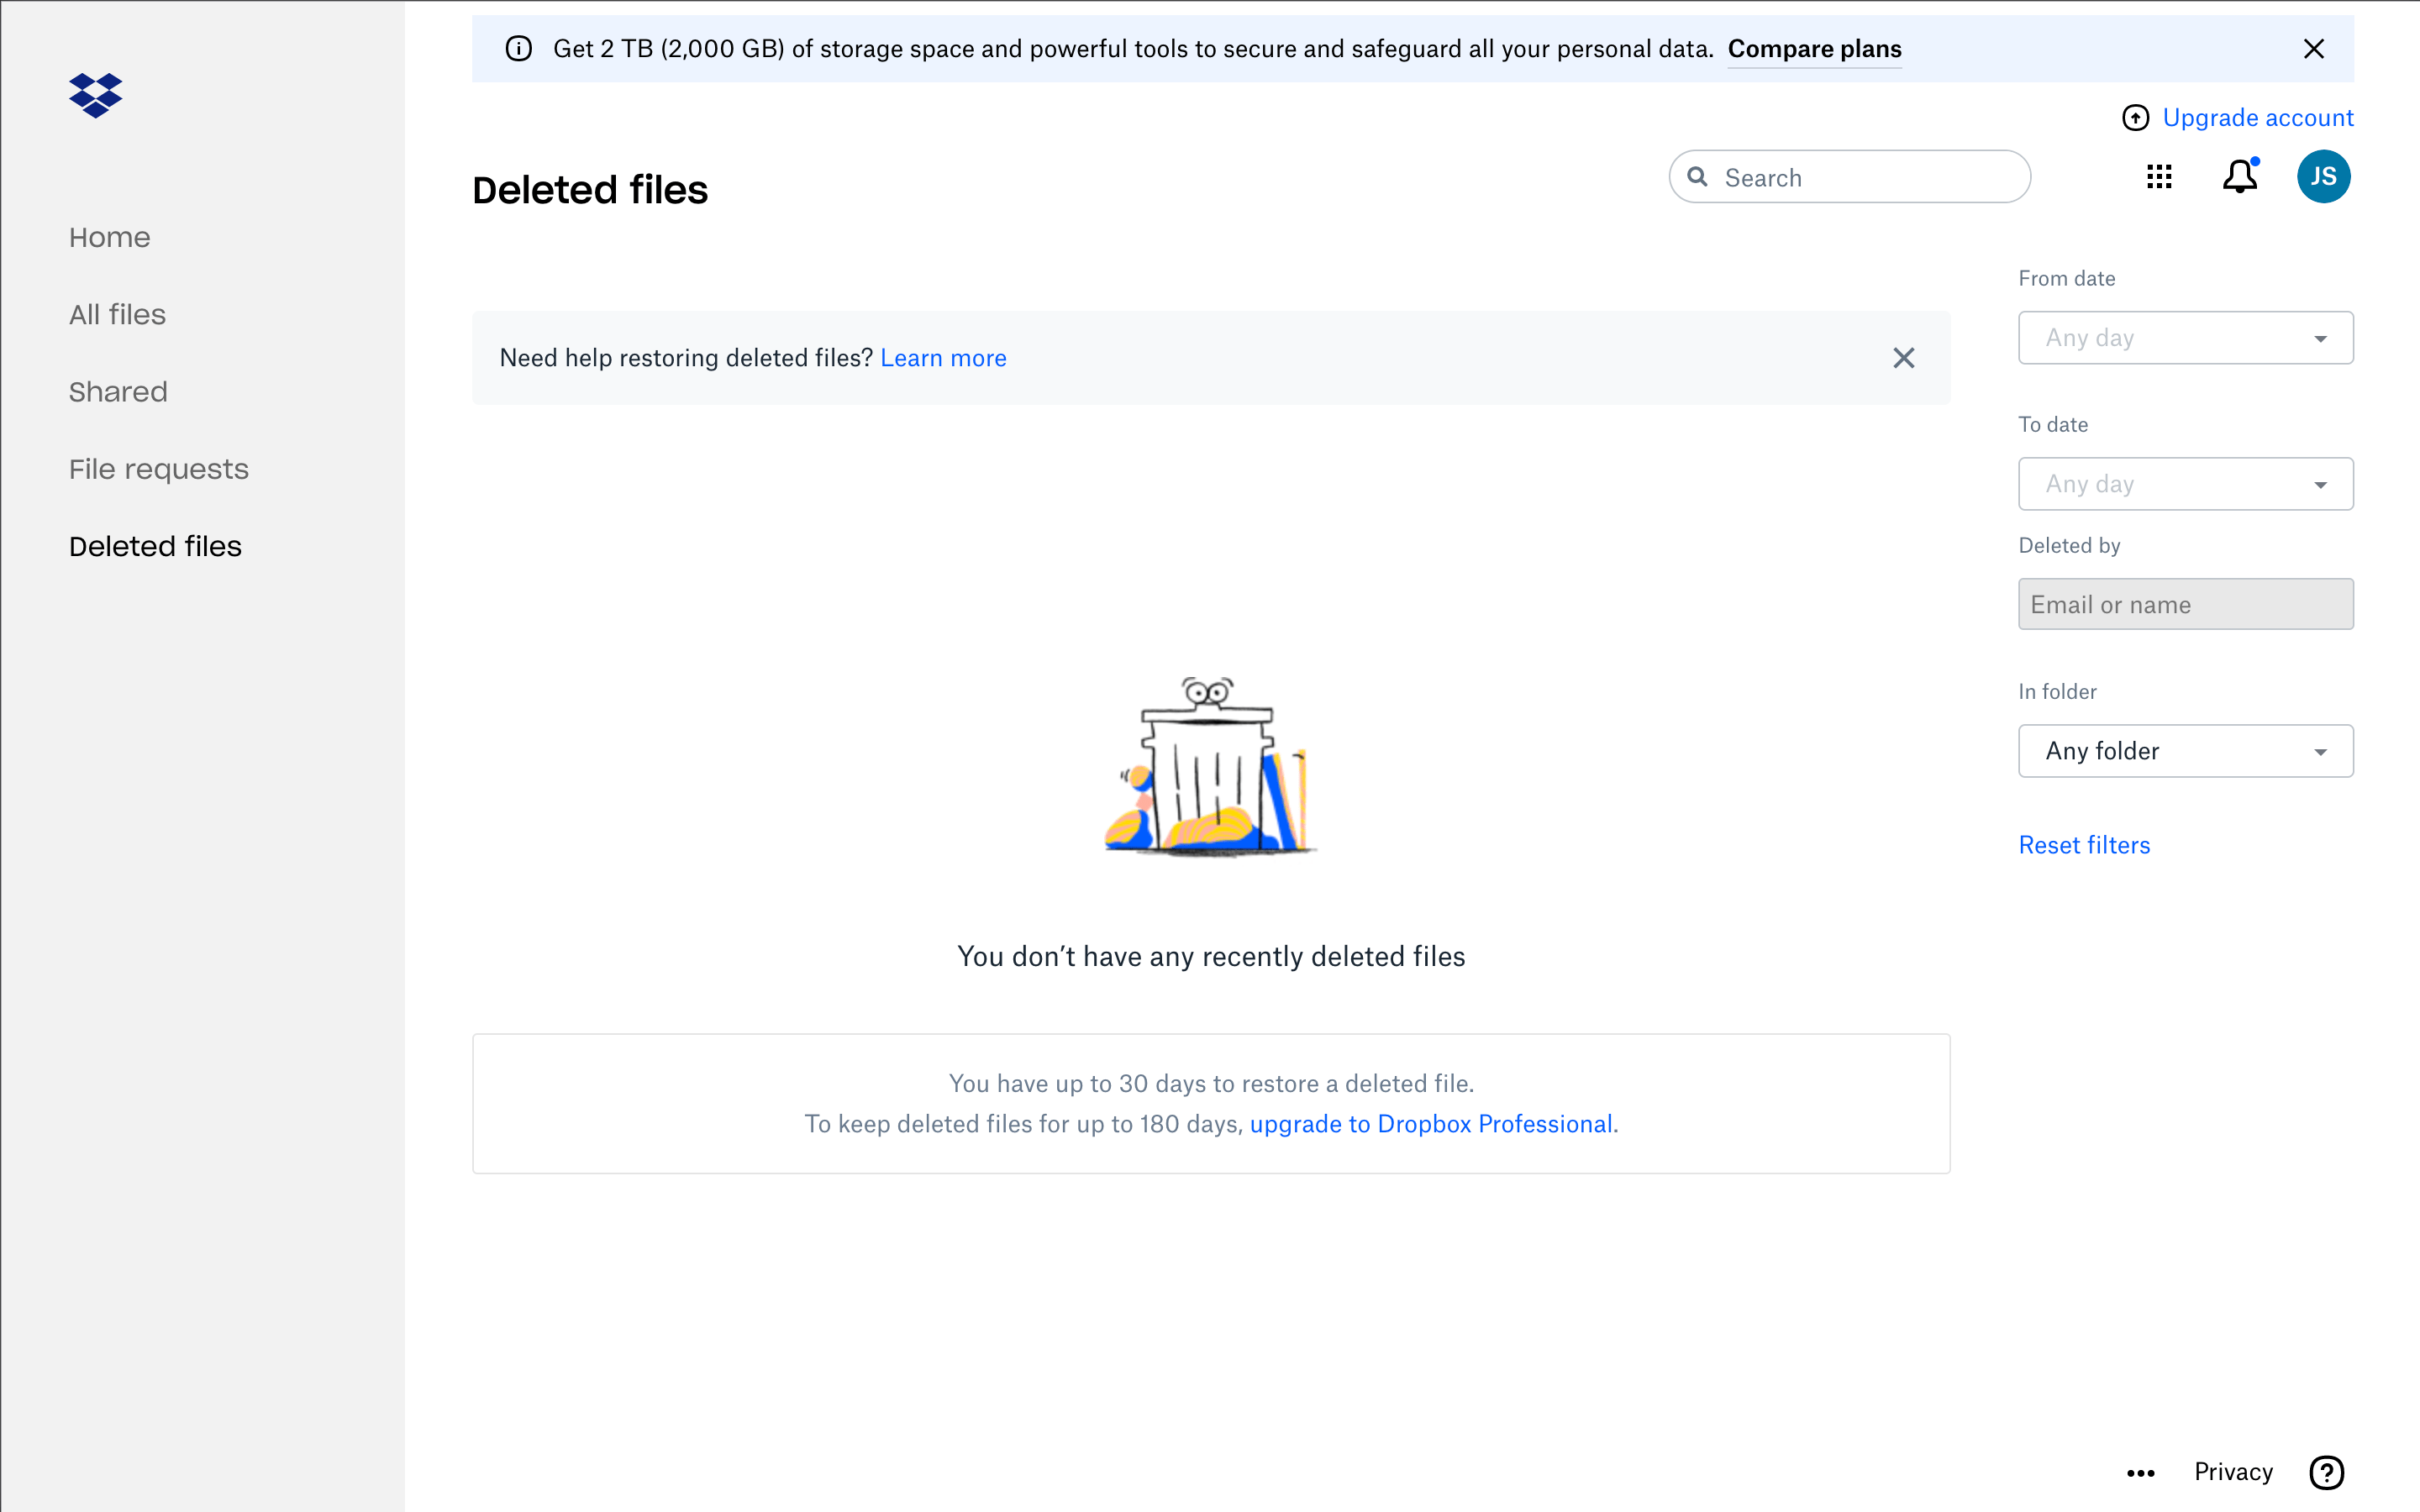 Get 2 TB (2,000 GB) of storage space and powerful tools to secure and safeguard all your personal data. Compare plans
Upgrade account
Deleted files
Search
JS
Home
All files
Shared
File requests
Deleted files
Need help restoring deleted files? Learn more
From date
Any day
To date
Any day
Deleted by
Email or name
In folder
Any folder
Reset filters
You don’t have any recently deleted files
You have up to 30 days to restore a deleted file.
To keep deleted files for up to 180 days, upgrade to Dropbox Professional.
Privacy